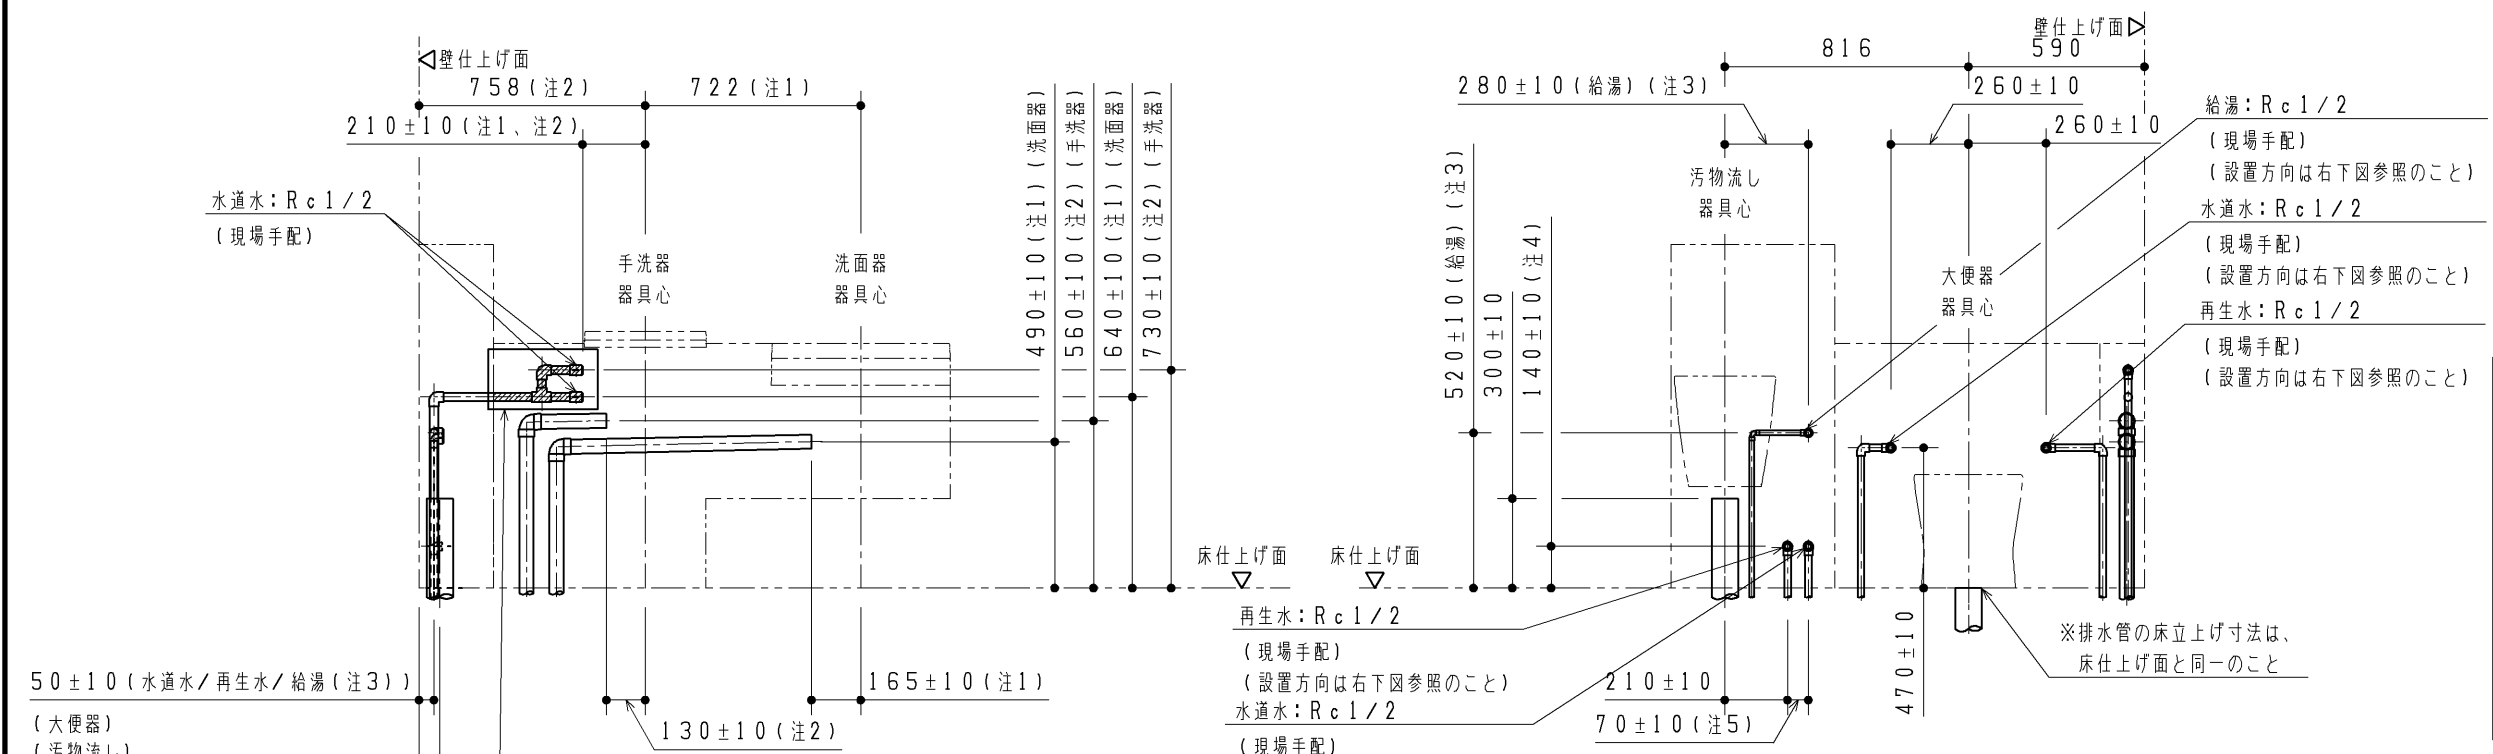 壁仕上げ面
758(注2)
722(注1)
210±10(注1、注2)
水道水:Rc1/2
(現場手配)
手洗器
器具心
洗面器
器具心
490±10(注1)(洗面器)
560±10(注2)(手洗器)
640±10(注1)(洗面器)
730±10(注2)(手洗器)
床仕上げ面
50±10(水道水/再生水/給湯(注3))
(大便器)
(汚物流し)
130±10(注2)
165±10(注1)
壁仕上げ面
816
590
280±10(給湯)(注3)
260±10
260±10
汚物流し
器具心
大便器
器具心
520±10(給湯)(注3)
300±10
140±10(注4)
給湯:Rc1/2
(現場手配)
(設置方向は右下図参照のこと)
水道水:Rc1/2
(現場手配)
(設置方向は右下図参照のこと)
再生水:Rc1/2
(現場手配)
(設置方向は右下図参照のこと)
床仕上げ面
再生水:Rc1/2
(現場手配)
(設置方向は右下図参照のこと)
水道水:Rc1/2
(現場手配)
210±10
70±10(注5)
470±10
※排水管の床立上げ寸法は、
床仕上げ面と同一のこと